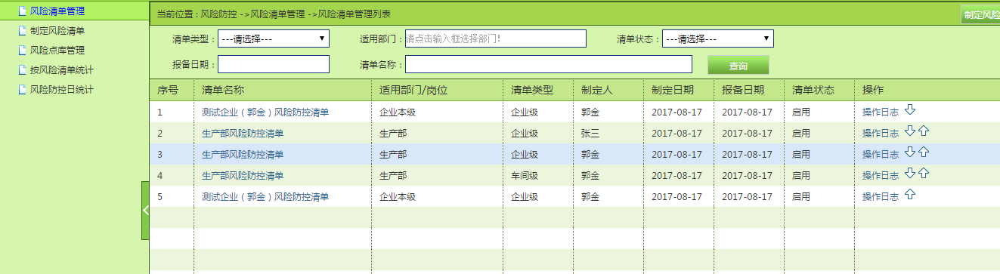 风险清单管理
制定风险清单
风险点库管理
按风险清单统计
风险防控日统计
当前位置：风险防控 ->风险清单管理 ->风险清单管理列表
制定风险
清单类型： ---请选择--- 适用部门： 请点击输入框选择部门! 清单状态： ---请选择---
报备日期： 清单名称： 查询
序号 清单名称 适用部门/岗位 清单类型 制定人 制定日期 报备日期 清单状态 操作
1 测试企业（郭金）风险防控清单 企业本级 企业级 郭金 2017-08-17 2017-08-17 启用 操作日志
2 生产部风险防控清单 生产部 企业级 张三 2017-08-17 2017-08-17 启用 操作日志
3 生产部风险防控清单 生产部 企业级 郭金 2017-08-17 2017-08-17 启用 操作日志
4 生产部风险防控清单 生产部 车间级 郭金 2017-08-17 2017-08-17 启用 操作日志
5 测试企业（郭金）风险防控清单 企业本级 企业级 郭金 2017-08-17 2017-08-17 启用 操作日志